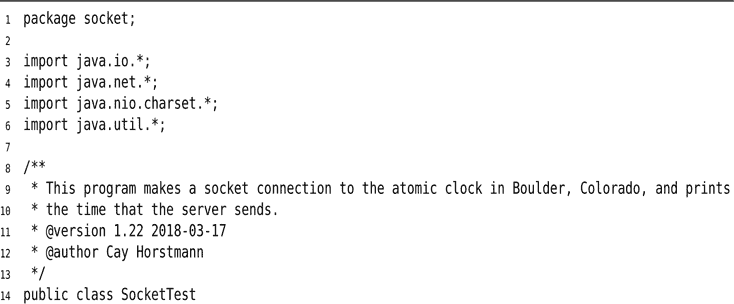 1 package socket;
2
3 import java.io.*;
4 import java.net.*;
5 import java.nio.charset.*;
6 import java.util.*;
7
8 /**
9 * This program makes a socket connection to the atomic clock in Boulder, Colorado, and prints
10 * the time that the server sends.
11 * @version 1.22 2018-03-17
12 * @author Cay Horstmann
13 */
14 public class SocketTest